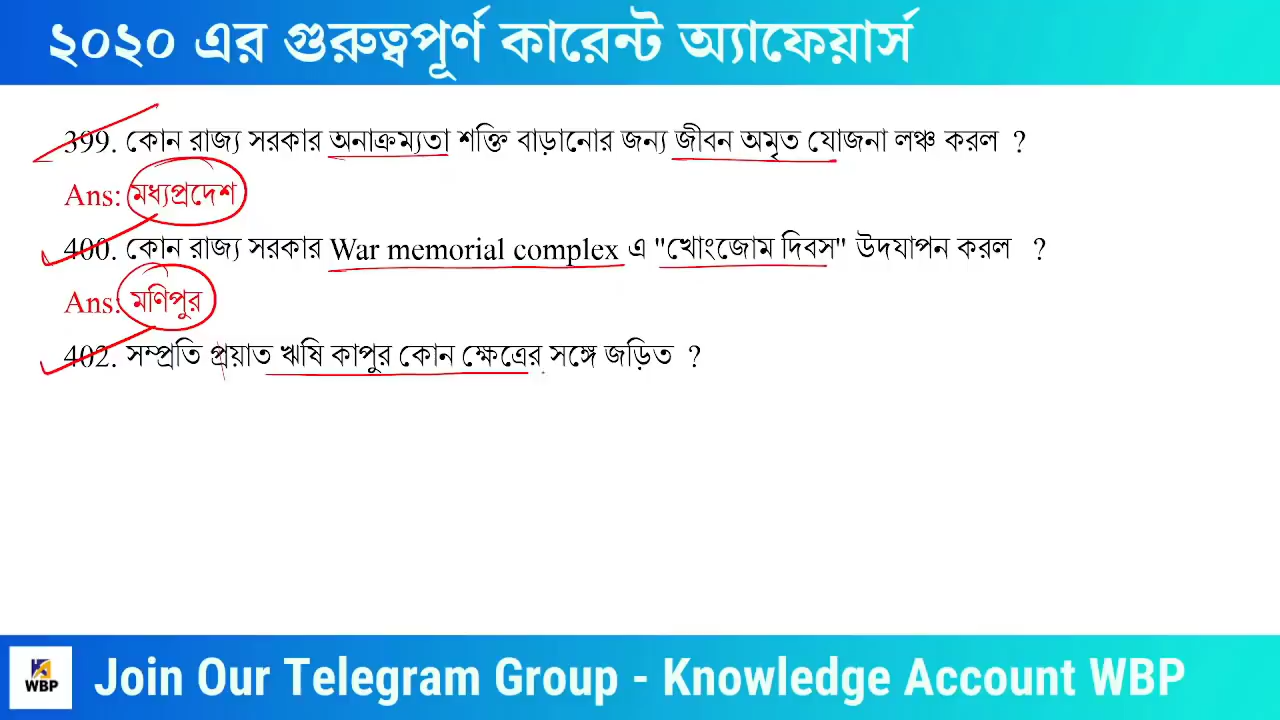 ২০২০ এর গুরুত্বপূর্ণ কারেন্ট অ্যাফেয়ার্স
399. কোন রাজ্য সরকার অনাক্রম্যতা শক্তি বাড়ানোর জন্য জীবন অমৃত যোজনা লঞ্চ করল ?
Ans: মধ্যপ্রদেশ
400. কোন রাজ্য সরকার War memorial complex এ "খোংজোম দিবস" উদযাপন করল ?
Ans: মণিপুর
402. সম্প্রতি প্রয়াত ঋষি কাপুর কোন ক্ষেত্রের সঙ্গে জড়িত ?
WBP
Join Our Telegram Group - Knowledge Account WBP